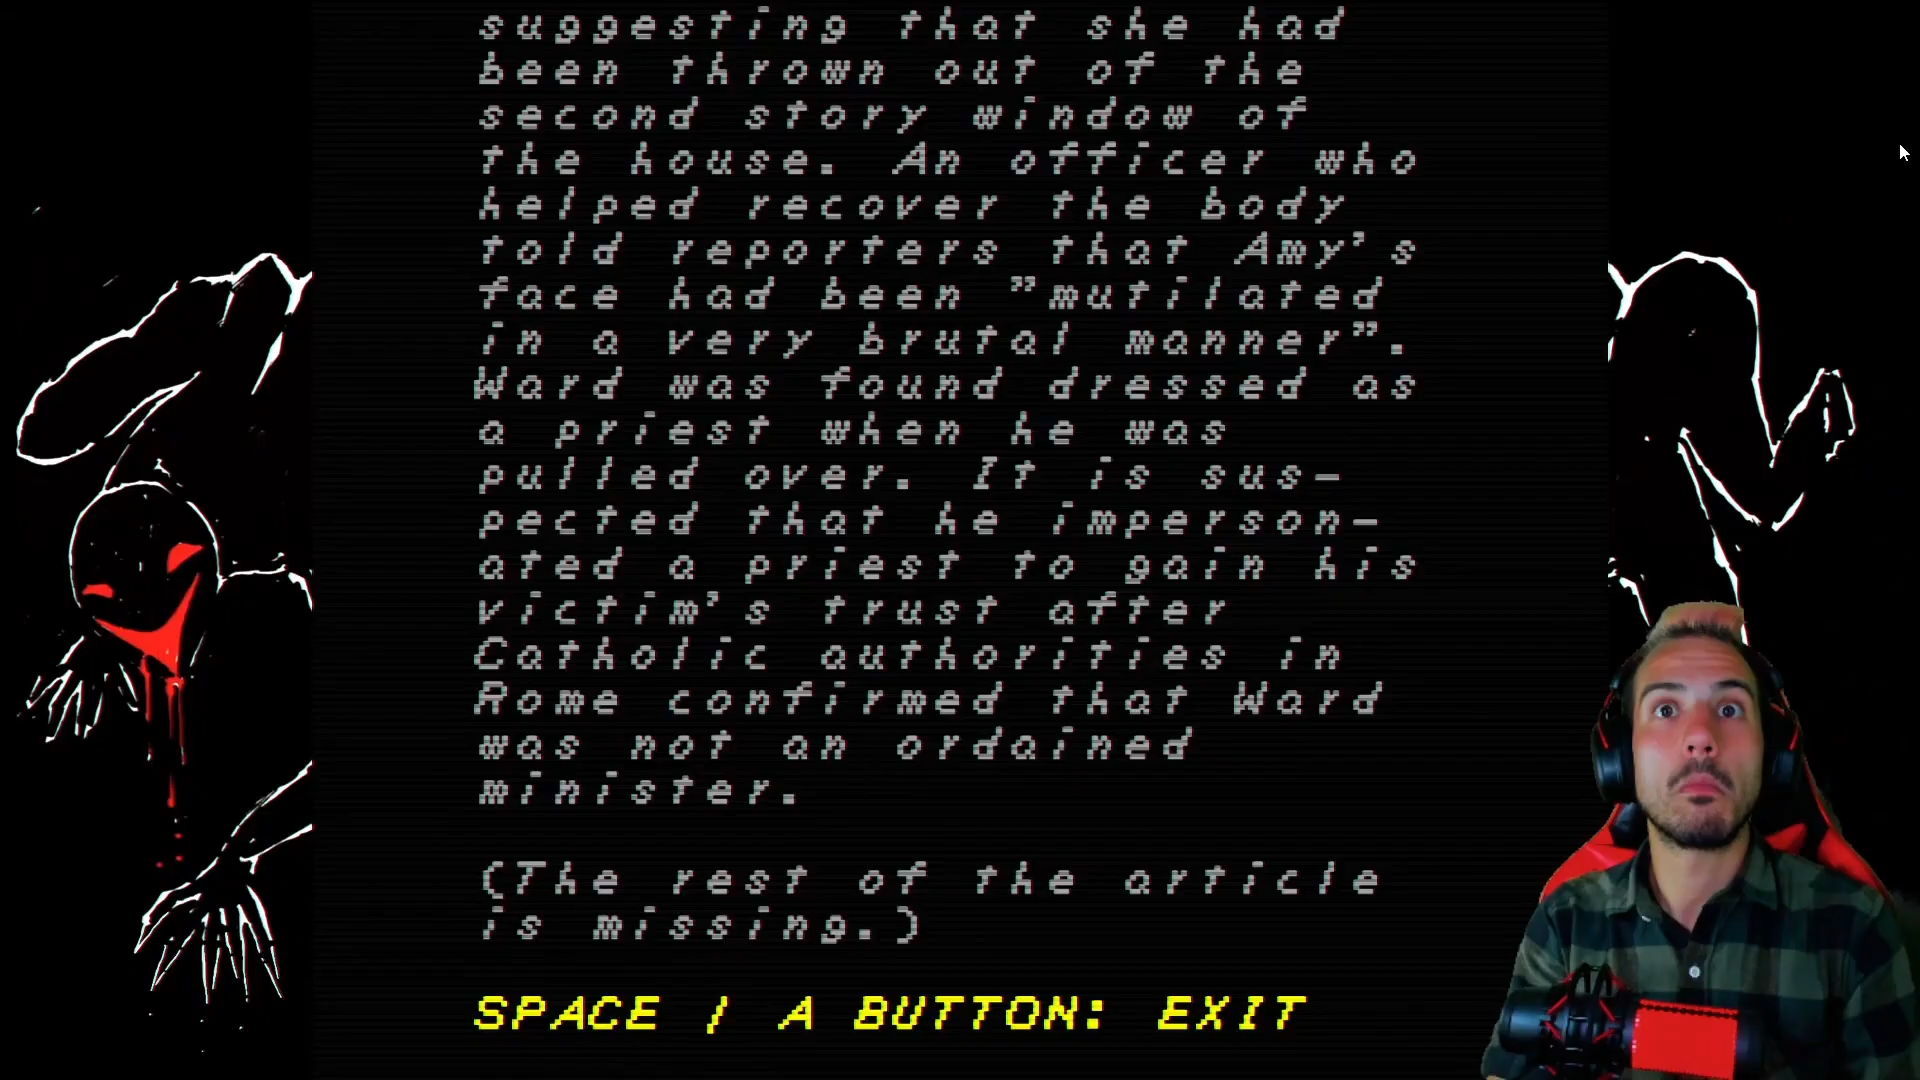 suggesting that she had
been thrown out of the
second story window of
the house. An officer who
helped recover the body
told reporters that Amy's
face had been "mutilated
in a very brutal manner".
Ward was found dressed as
a priest when he was
pulled over. It is sus-
pected that he imperson-
ated a priest to gain his
victim's trust after
Catholic authorities in
Rome confirmed that Ward
was not an ordained
minister.
(The rest of the article
is missing.)
SPACE / A BUTTON: EXIT